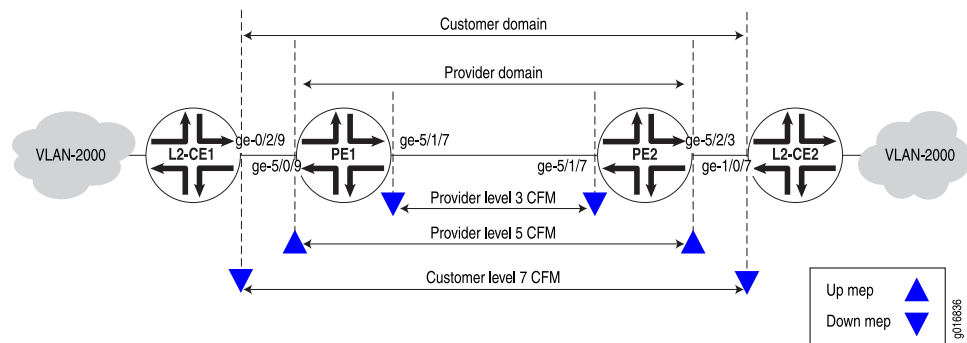 Customer domain
Provider domain
ge-0/2/9
ge-5/1/7
ge-5/2/3
VLAN-2000
L2-CE1
PE1
PE2
L2-CE2
VLAN-2000
ge-5/0/9
ge-5/1/7
ge-1/0/7
Provider level 3 CFM
Provider level 5 CFM
Customer level 7 CFM
Up mep
Down mep
g016836